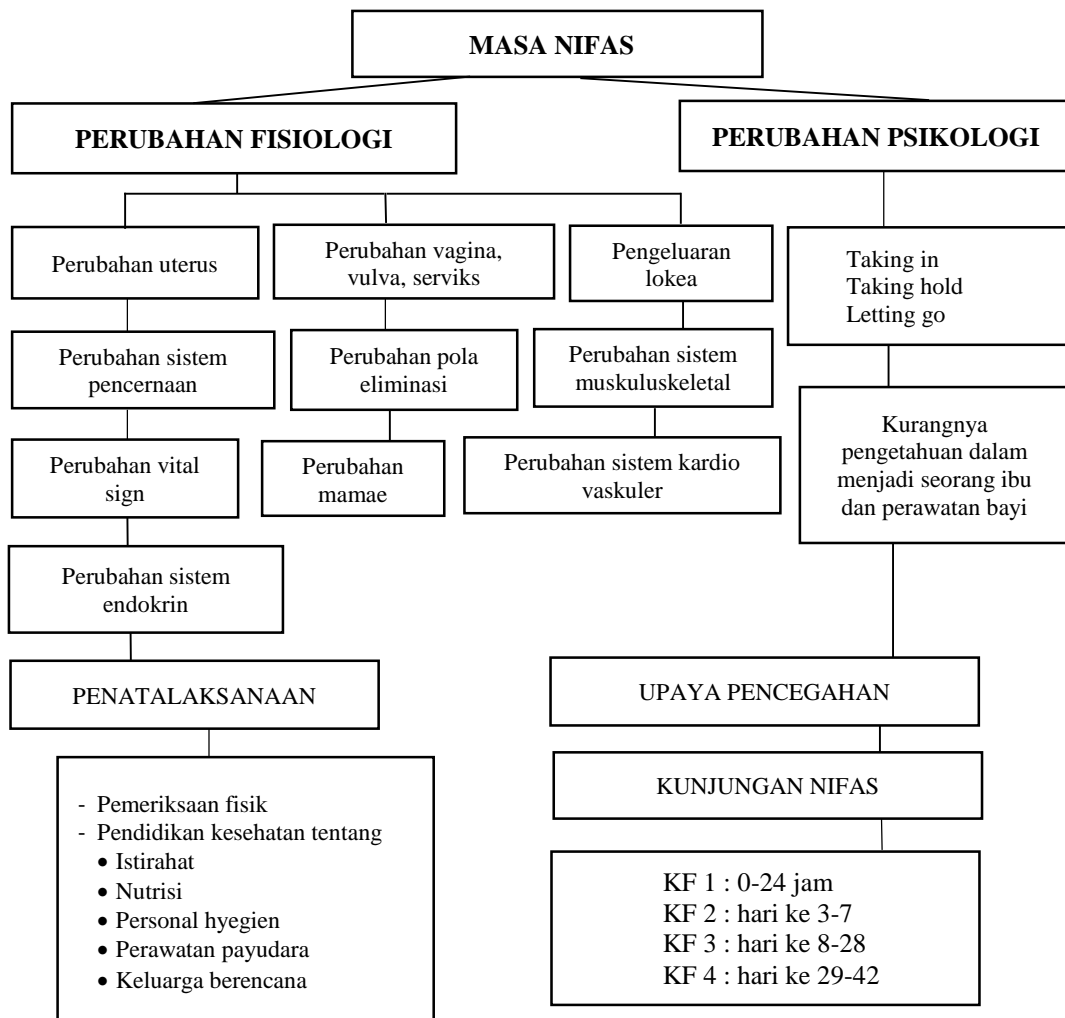 MASA NIFAS
PERUBAHAN FISIOLOGI
PERUBAHAN PSIKOLOGI
Perubahan uterus
Perubahan vagina,
vulva, serviks
Pengeluaran
lokea
Taking in
Taking hold
Letting go
Perubahan sistem
pencernaan
Perubahan pola
eliminasi
Perubahan sistem
muskuluskeletal
Perubahan vital
sign
Perubahan
mamae
Perubahan sistem kardio
vaskuler
Kurangnya
pengetahuan dalam
menjadi seorang ibu
dan perawatan bayi
Perubahan sistem
endokrin
PENATALAKSANAAN
UPAYA PENCEGAHAN
KUNJUNGAN NIFAS
- Pemeriksaan fisik
- Pendidikan kesehatan tentang
• Istirahat
• Nutrisi
• Personal hyegien
• Perawatan payudara
• Keluarga berencana
KF 1 : 0-24 jam
KF 2 : hari ke 3-7
KF 3 : hari ke 8-28
KF 4 : hari ke 29-42